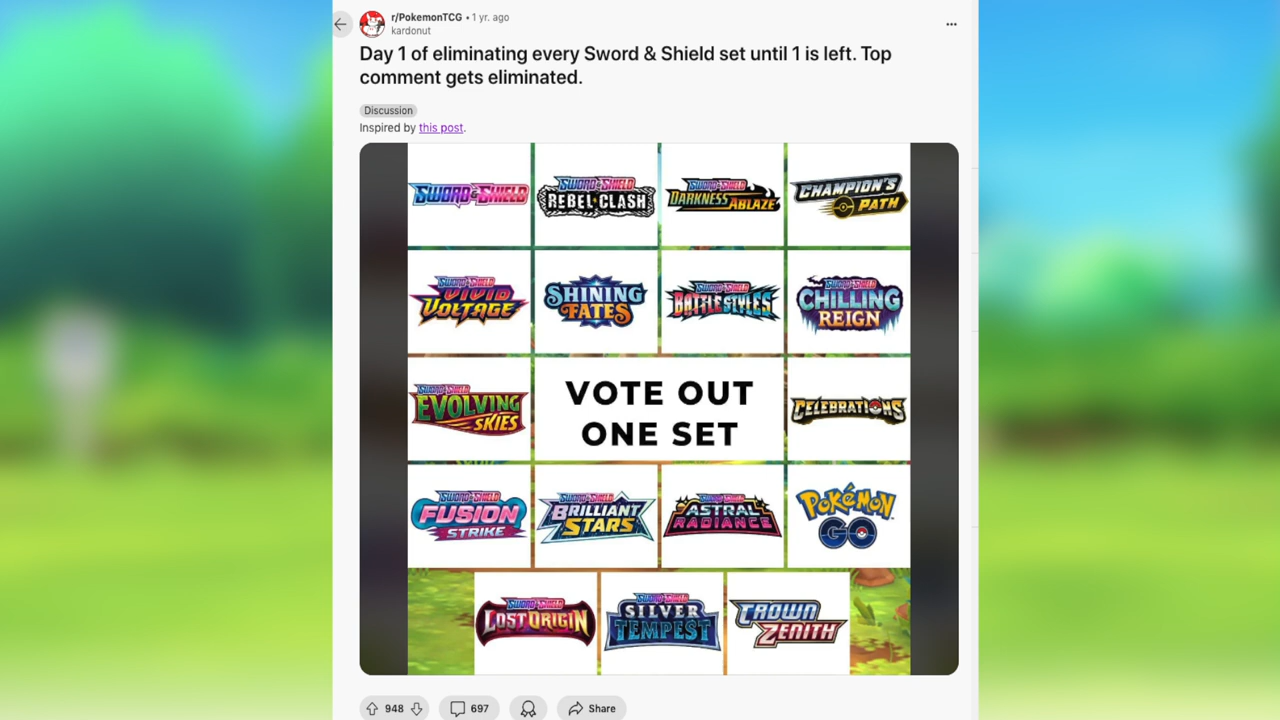 r/PokemonTCG • 1 yr. ago
kardonut
Day 1 of eliminating every Sword & Shield set until 1 is left. Top
comment gets eliminated.
Discussion
Inspired by this post.
SWORD & SHIELD
SWORD & SHIELD
REBEL CLASH
SWORD & SHIELD
DARKNESS ABLAZE
CHAMPION'S
PATH
SWORD & SHIELD
VIVID
VOLTAGE
SHINING
FATES
SWORD & SHIELD
BATTLE STYLES
SWORD & SHIELD
CHILLING
REIGN
SWORD & SHIELD
EVOLVING
SKIES
VOTE OUT
ONE SET
CELEBRATIONS
SWORD & SHIELD
FUSION
STRIKE
SWORD & SHIELD
BRILLIANT
STARS
SWORD & SHIELD
ASTRAL
RADIANCE
POKéMON
GO
SWORD & SHIELD
LOST ORIGIN
SWORD & SHIELD
SILVER
TEMPEST
CROWN
ZENITH
948
697
Share